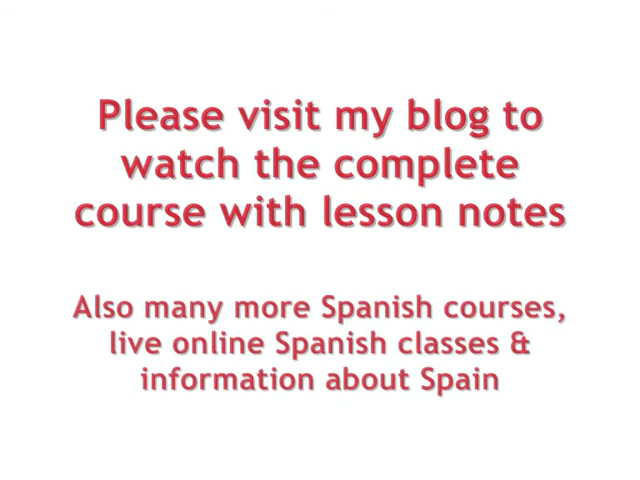 Please visit my blog to
watch the complete
course with lesson notes
Also many more Spanish courses,
live online Spanish classes &
information about Spain